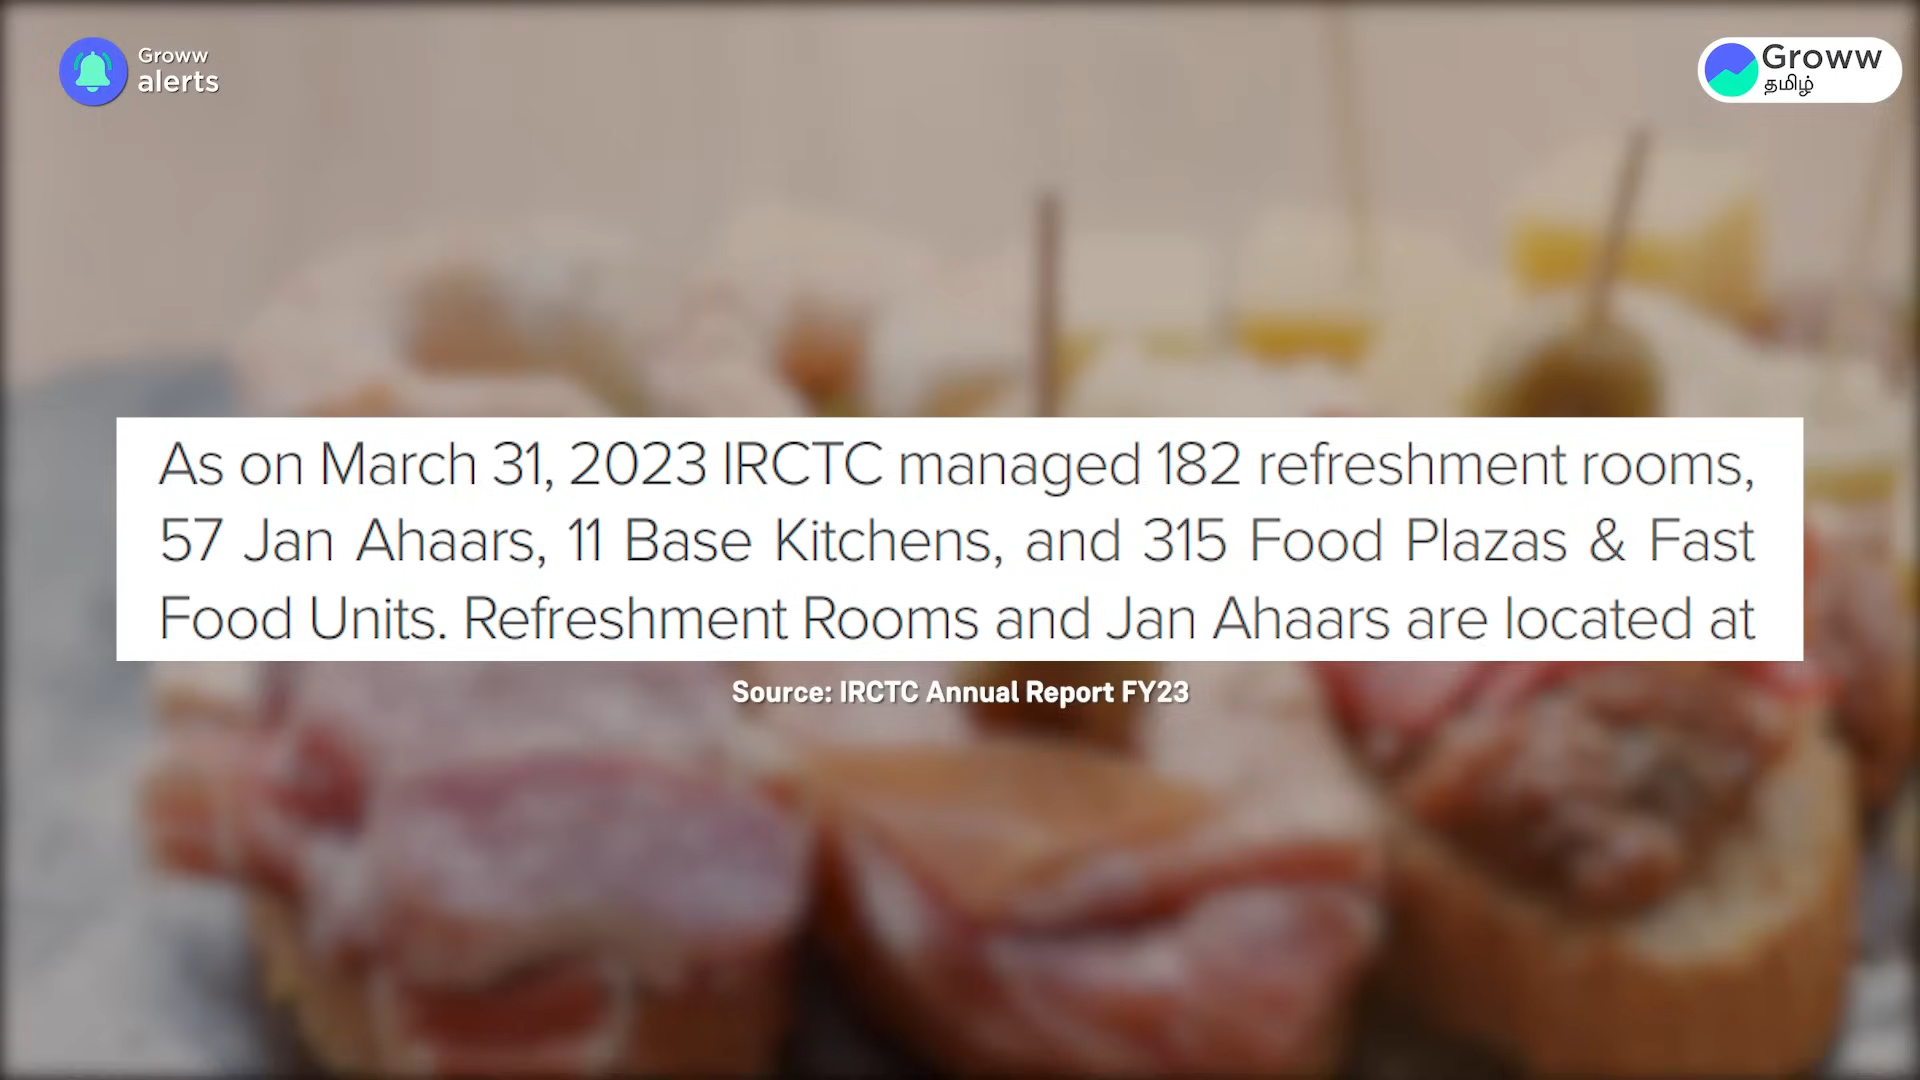 Groww
alerts
Groww
தமிழ்
As on March 31, 2023 IRCTC managed 182 refreshment rooms,
57 Jan Ahaars, 11 Base Kitchens, and 315 Food Plazas & Fast
Food Units. Refreshment Rooms and Jan Ahaars are located at
Source: IRCTC Annual Report FY23